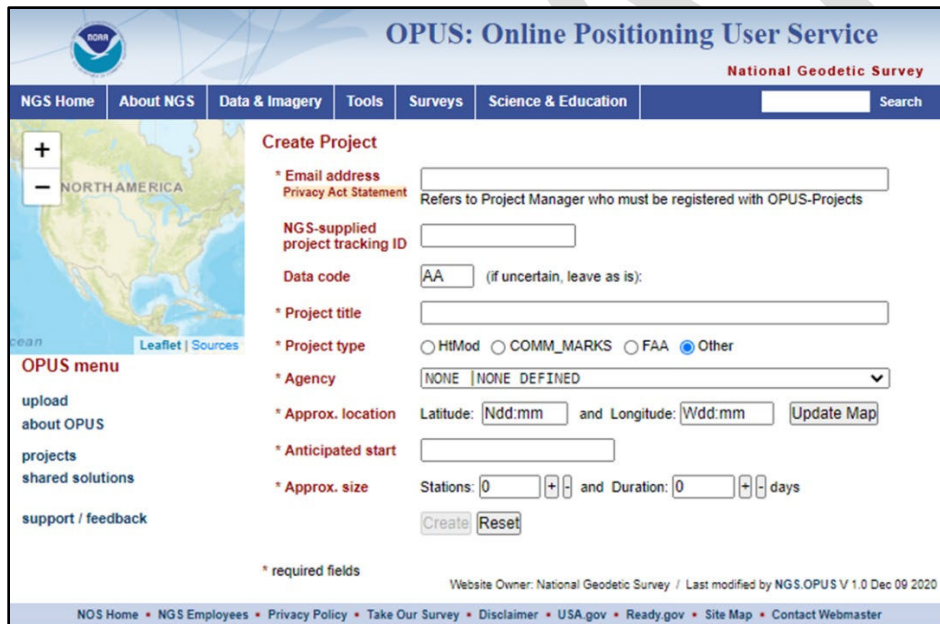 NOAA
OPUS: Online Positioning User Service
National Geodetic Survey
NGS Home About NGS Data & Imagery Tools Surveys Science & Education Search
+
−
NORTH AMERICA
ean
Leaflet | Sources
OPUS menu
upload
about OPUS
projects
shared solutions
support / feedback
Create Project
* Email address
Privacy Act Statement
Refers to Project Manager who must be registered with OPUS-Projects
NGS-supplied
project tracking ID
Data code AA (if uncertain, leave as is):
* Project title
* Project type HtMod COMM_MARKS FAA Other
* Agency NONE |NONE DEFINED
* Approx. location Latitude: Ndd:mm and Longitude: Wdd:mm Update Map
* Anticipated start
* Approx. size Stations: 0 + - and Duration: 0 + - days
Create Reset
* required fields
Website Owner: National Geodetic Survey / Last modified by NGS.OPUS V 1.0 Dec 09 2020
NOS Home • NGS Employees • Privacy Policy • Take Our Survey • Disclaimer • USA.gov • Ready.gov • Site Map • Contact Webmaster